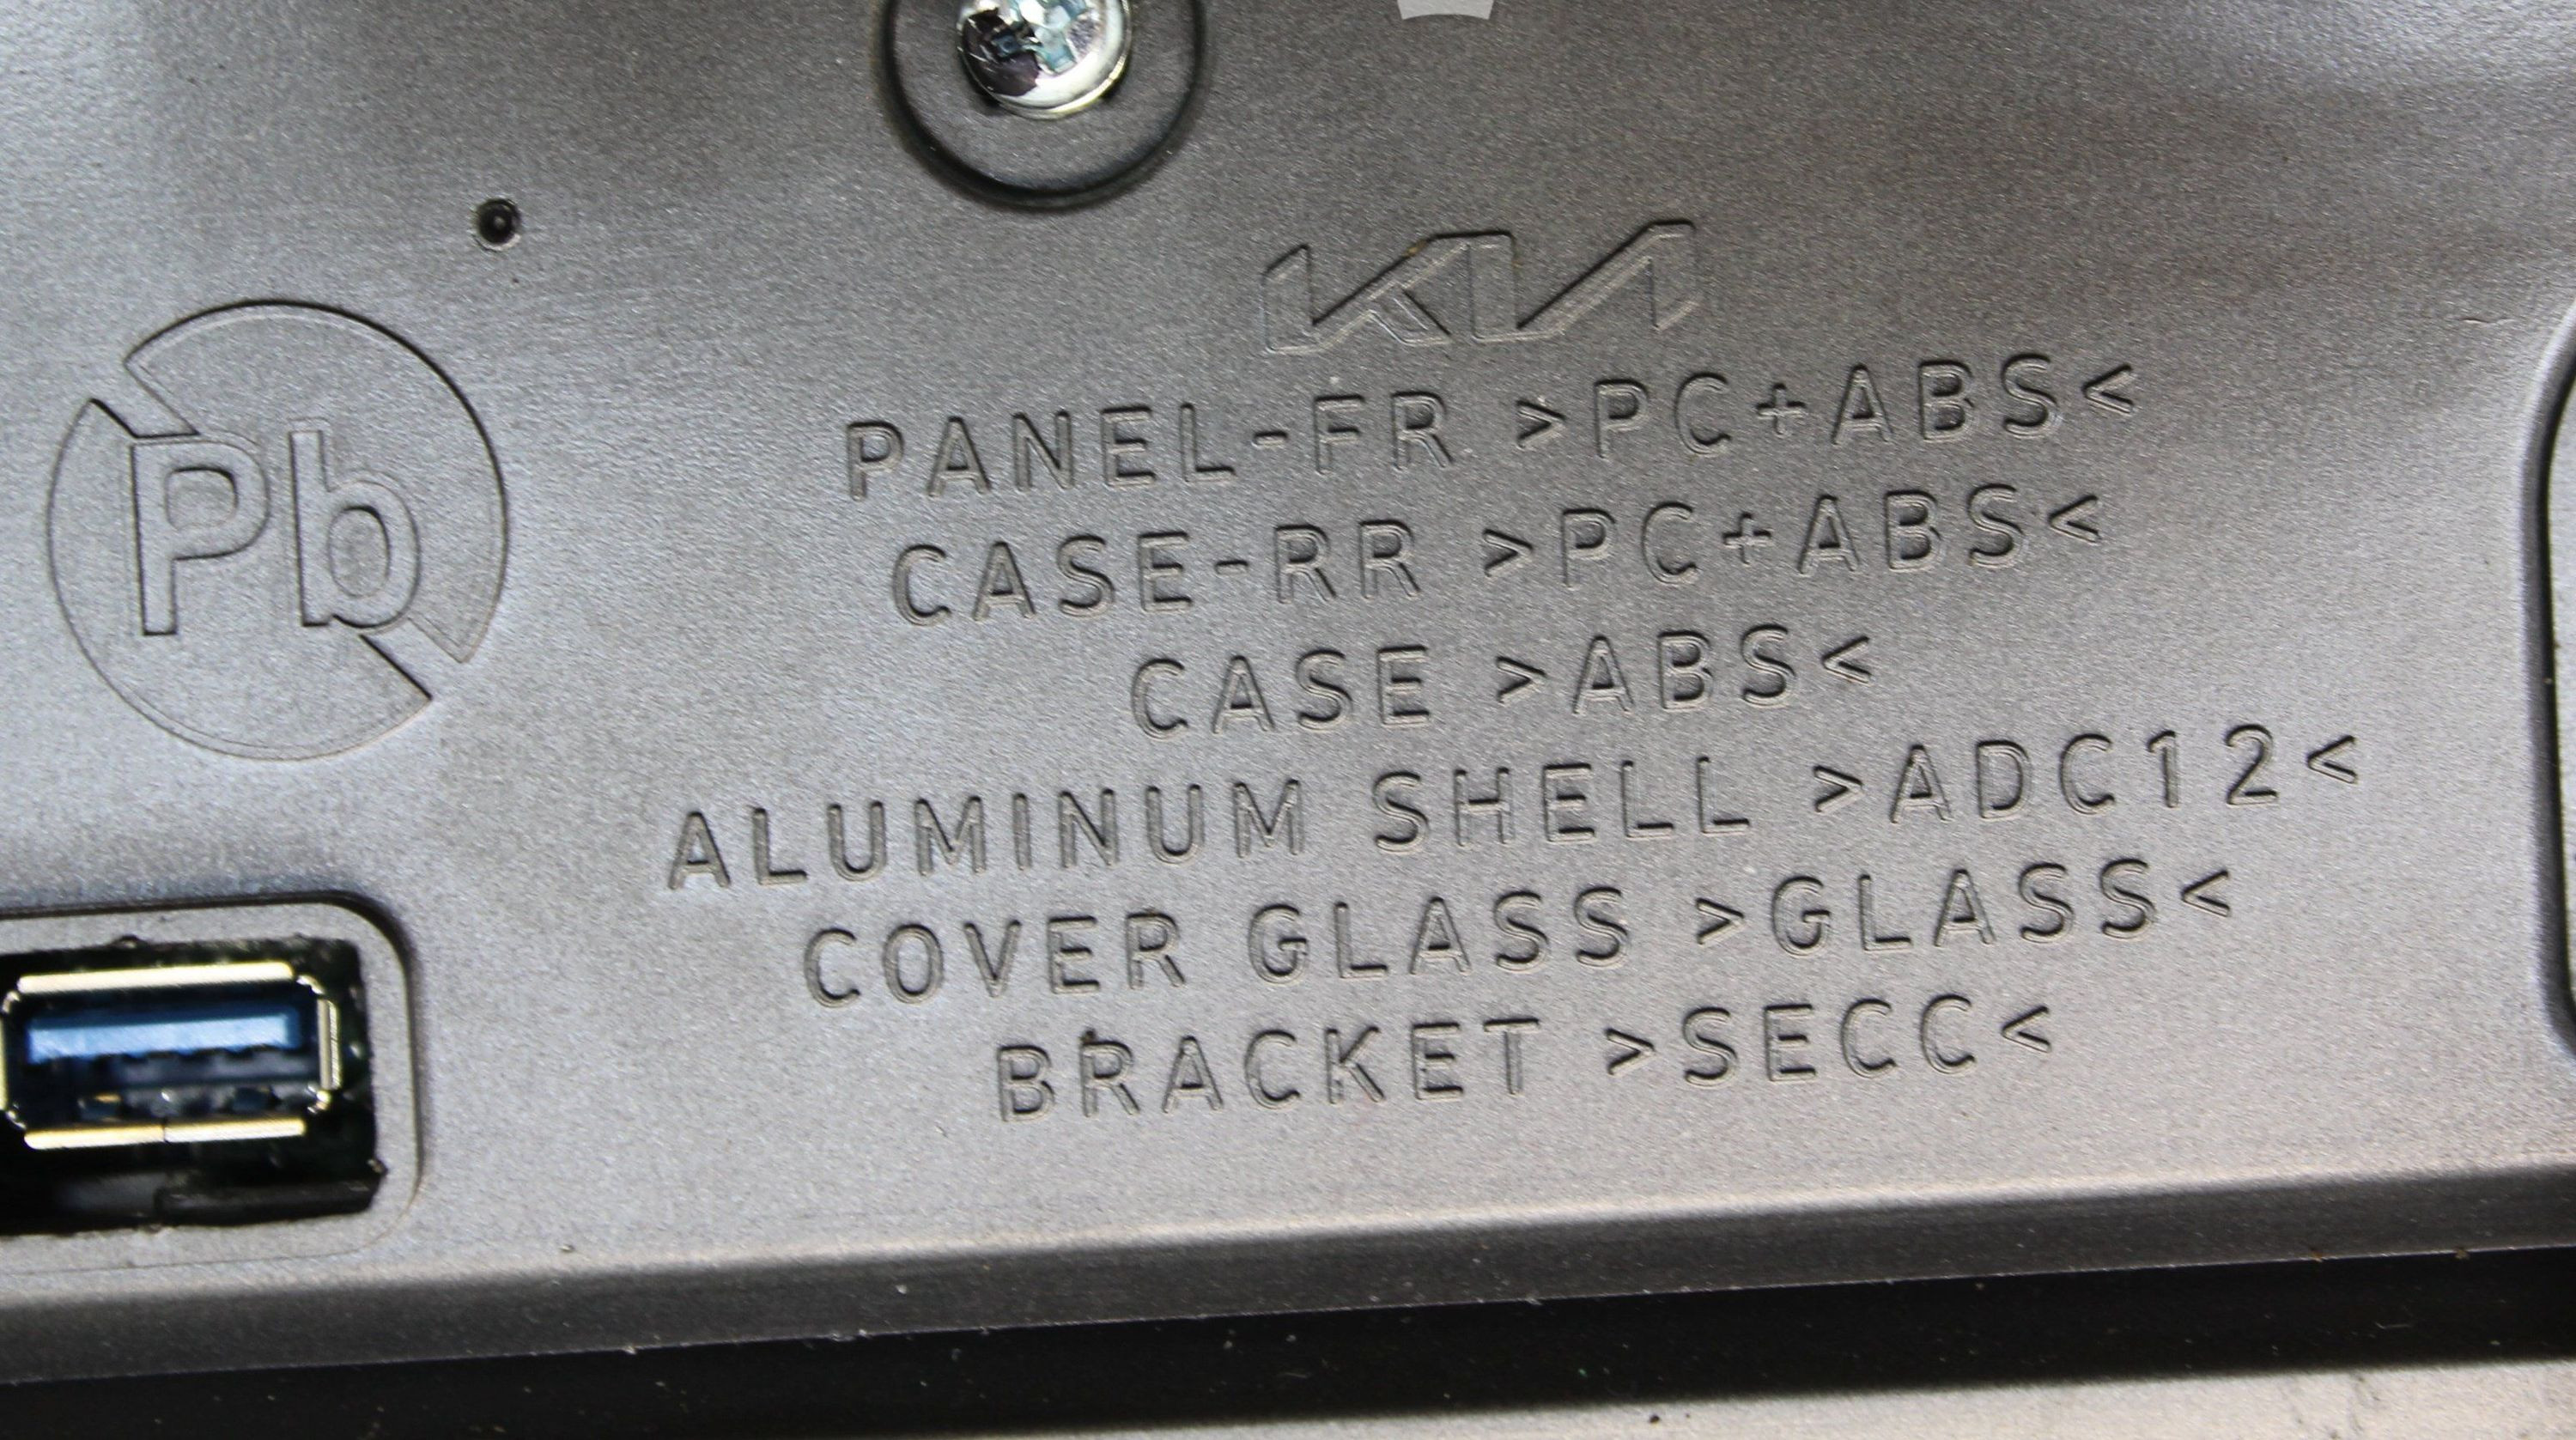 KIA
Pb
PANEL-FR >PC+ABS<
CASE-RR >PC+ABS<
CASE >ABS<
ALUMINUM SHELL >ADC12<
COVER GLASS >GLASS<
BRACKET >SECC<